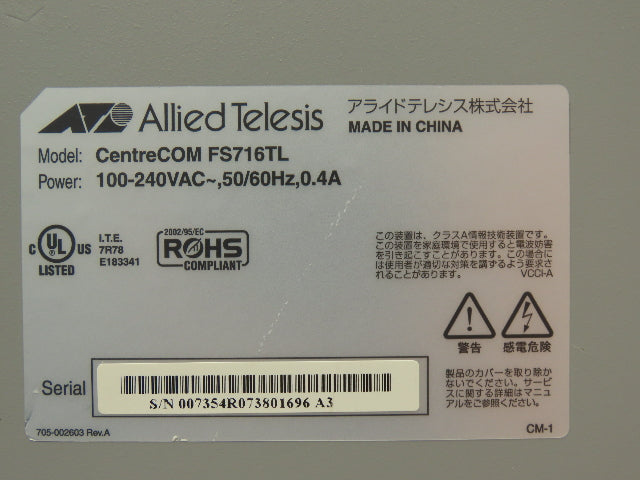 Allied Telesis アライドテレシス株式会社
MADE IN CHINA
Model: CentreCOM FS716TL
Power: 100-240VAC~,50/60Hz,0.4A
C UL US LISTED
I.T.E.
7R78
E183341
2002/95/EC
ROHS
COMPLIANT
この装置は、クラスA情報技術装置です。
この装置を家庭環境で使用すると電波妨害
を引き起こすことがあります。この場合に
は使用者が適切な対策を講ずるよう要求さ
れることがあります。 VCCI-A
警告 感電危険
製品のカバーを取り除か
ないでください。サービ
スに関する詳細はマニュ
アルをご参照ください。
Serial
S/N 007354R073801696 A3
705-002603 Rev.A
CM-1